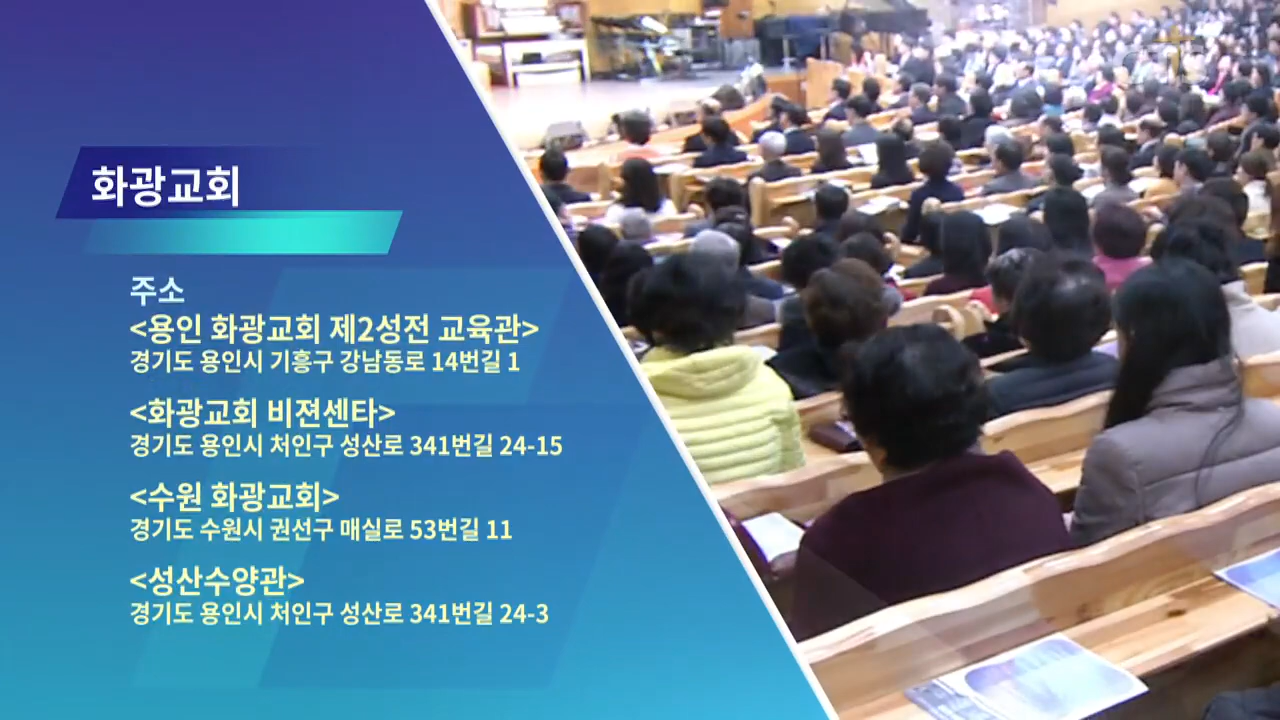 CTS
화광교회
주소
<용인 화광교회 제2성전 교육관>
경기도 용인시 기흥구 강남동로 14번길 1
<화광교회 비젼센타>
경기도 용인시 처인구 성산로 341번길 24-15
<수원 화광교회>
경기도 수원시 권선구 매실로 53번길 11
<성산수양관>
경기도 용인시 처인구 성산로 341번길 24-3